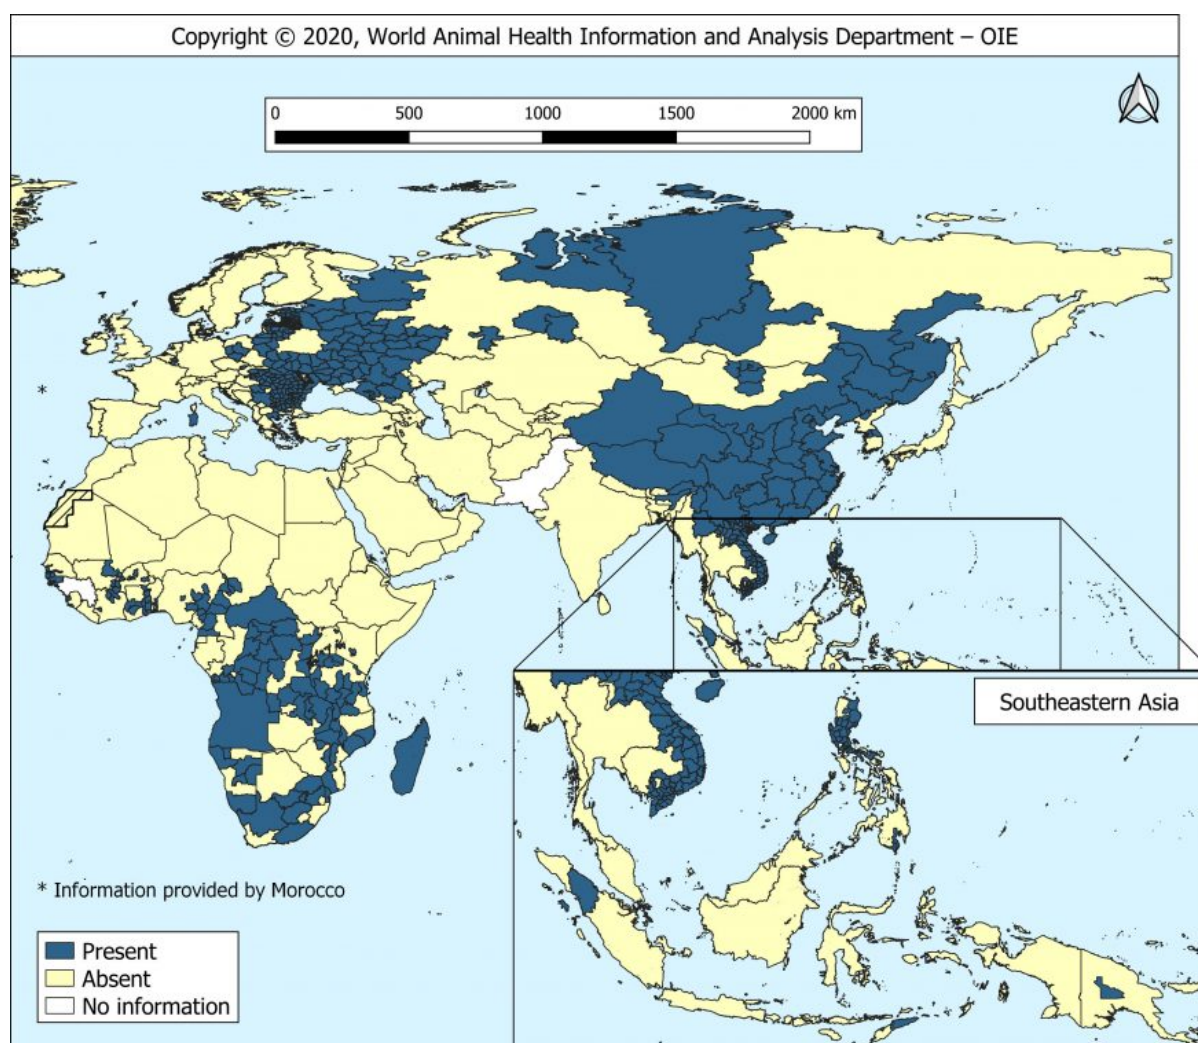 Copyright © 2020, World Animal Health Information and Analysis Department – OIE
0 500 1000 1500 2000 km
*
Southeastern Asia
* Information provided by Morocco
Present
Absent
No information